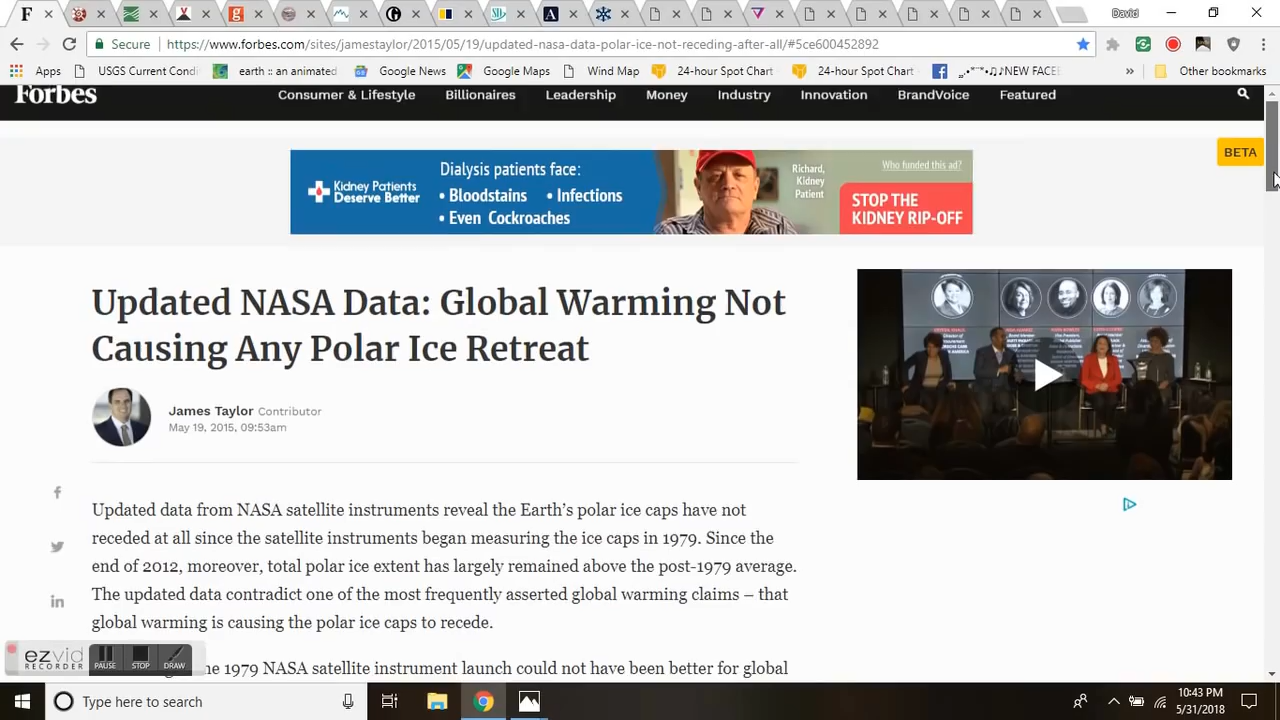 F
David
Secure
https://www.forbes.com/sites/jamestaylor/2015/05/19/updated-nasa-data-polar-ice-not-receding-after-all/#5ce600452892
Apps USGS Current Condi earth :: an animated Google News Google Maps Wind Map 24-hour Spot Chart 24-hour Spot Chart NEW FACE » Other bookmarks
Forbes
Consumer & Lifestyle Billionaires Leadership Money Industry Innovation BrandVoice Featured
BETA
Kidney Patients
Deserve Better
Dialysis patients face:
• Bloodstains • Infections
• Even Cockroaches
Richard,
Kidney
Patient
Who funded this ad?
STOP THE
KIDNEY RIP-OFF
Updated NASA Data: Global Warming Not
Causing Any Polar Ice Retreat
James Taylor Contributor
May 19, 2015, 09:53am
Updated data from NASA satellite instruments reveal the Earth's polar ice caps have not
receded at all since the satellite instruments began measuring the ice caps in 1979. Since the
end of 2012, moreover, total polar ice extent has largely remained above the post-1979 average.
The updated data contradict one of the most frequently asserted global warming claims – that
global warming is causing the polar ice caps to recede.
ne 1979 NASA satellite instrument launch could not have been better for global
ezvid
RECORDER
PAUSE STOP DRAW
Type here to search
10:43 PM
5/31/2018